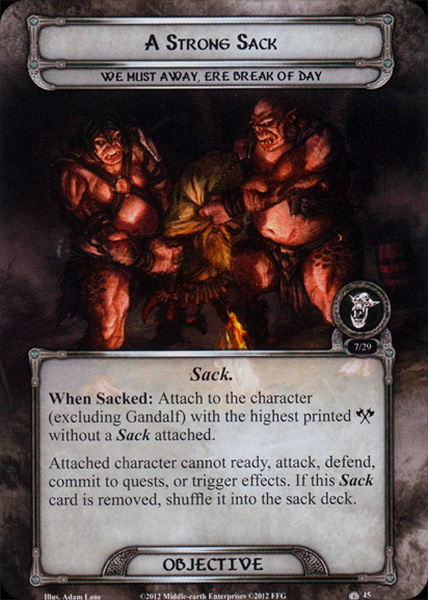 A Strong Sack
We Must Away, Ere Break of Day
7/29
Sack.
When Sacked: Attach to the character
(excluding Gandalf) with the highest printed
without a Sack attached.
Attached character cannot ready, attack, defend,
commit to quests, or trigger effects. If this Sack
card is removed, shuffle it into the sack deck.
OBJECTIVE
Illus. Adam Lane ©2012 Middle-earth Enterprises ©2012 FFG 45